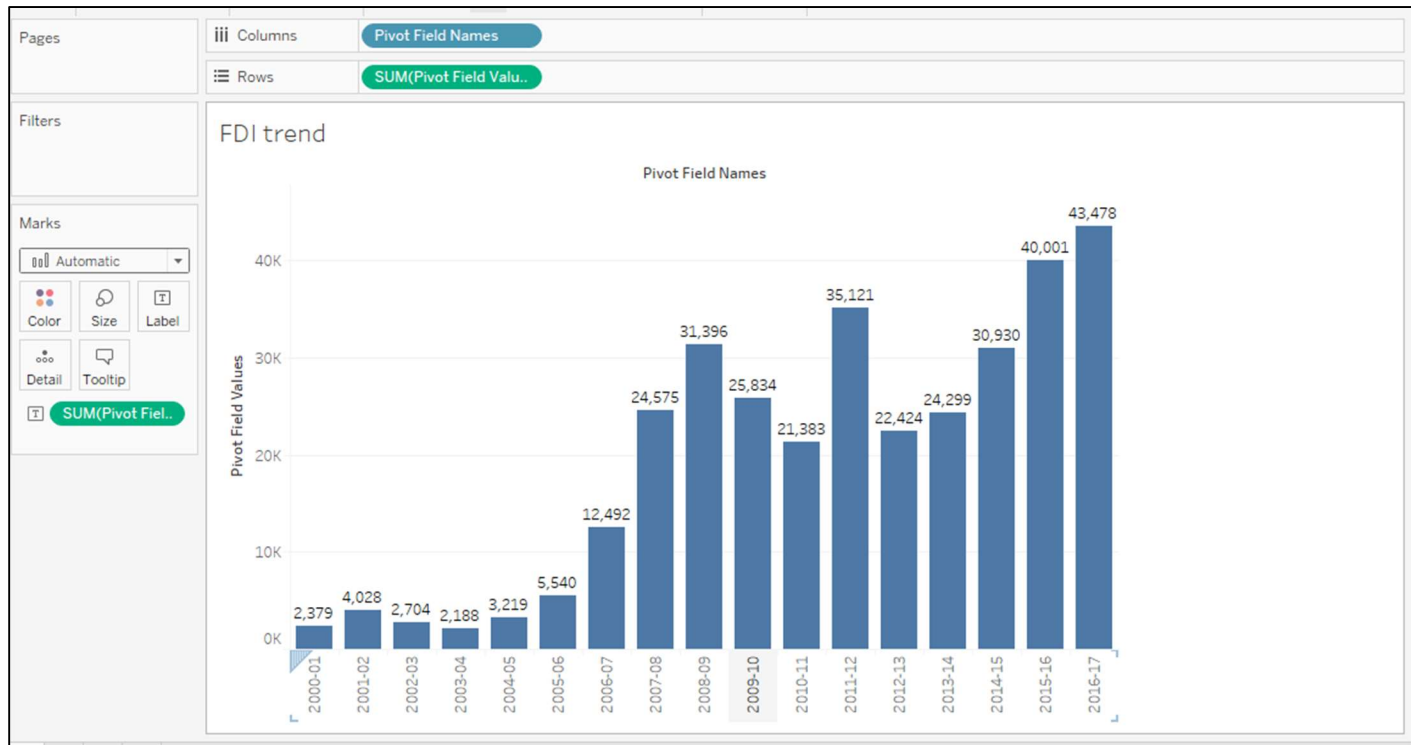 Pages
Columns
Pivot Field Names
Rows
SUM(Pivot Field Valu..
Filters
FDI trend
Pivot Field Names
Marks
Automatic
Color
Size
Label
Detail
Tooltip
SUM(Pivot Fiel..
Pivot Field Values
40K
30K
20K
10K
0K
2,379
4,028
2,704
2,188
3,219
5,540
12,492
24,575
31,396
25,834
21,383
35,121
22,424
24,299
30,930
40,001
43,478
2000-01
2001-02
2002-03
2003-04
2004-05
2005-06
2006-07
2007-08
2008-09
2009-10
2010-11
2011-12
2012-13
2013-14
2014-15
2015-16
2016-17